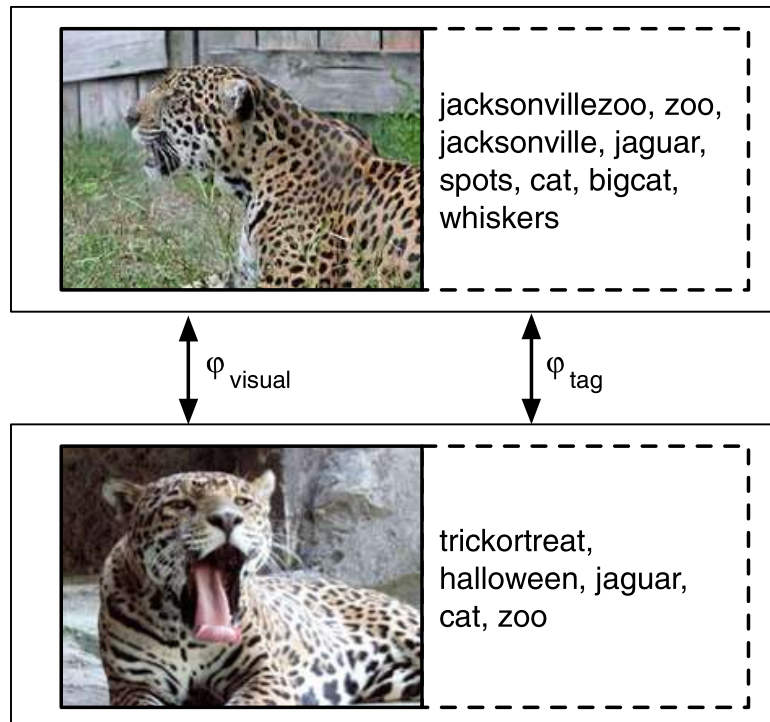 jacksonvillezoo, zoo,
jacksonville, jaguar,
spots, cat, bigcat,
whiskers
φ visual
φ tag
trickortreat,
halloween, jaguar,
cat, zoo